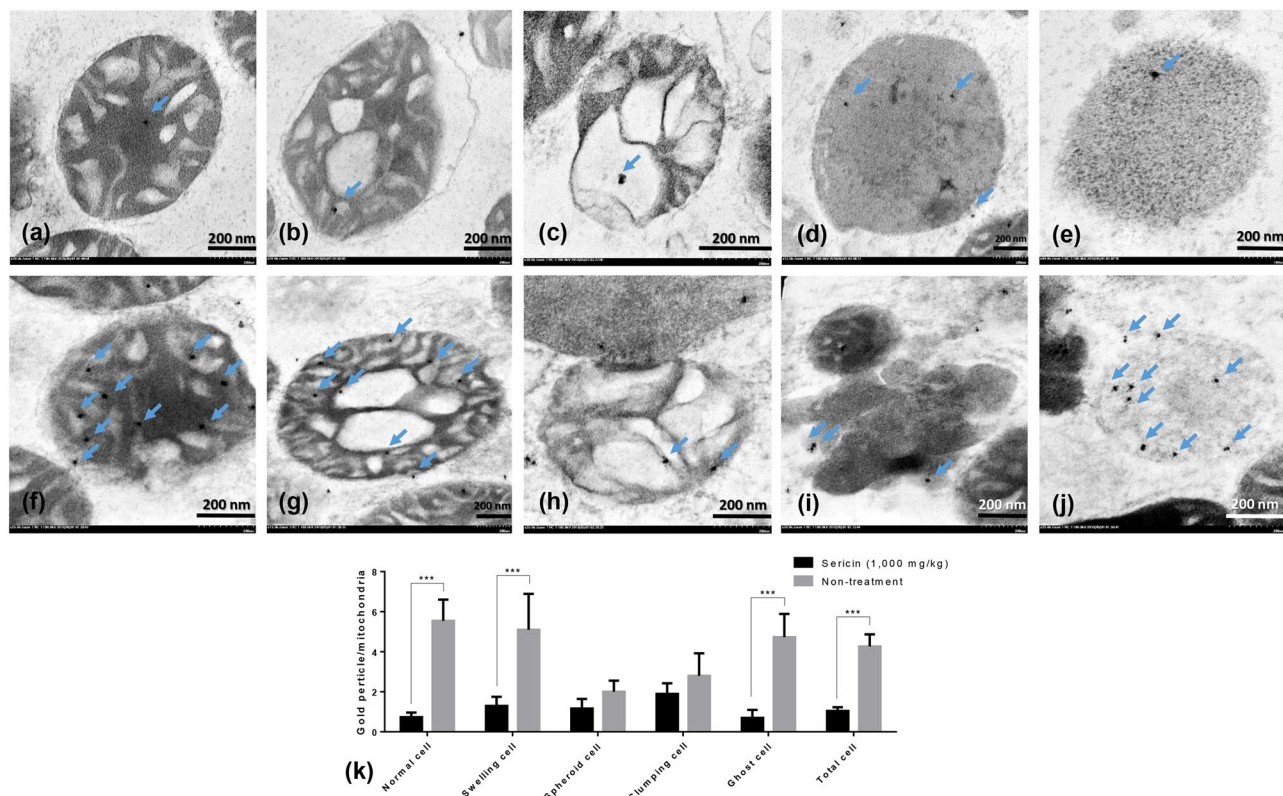 (a)
200 nm
(b)
200 nm
(c)
200 nm
(d)
200 nm
(e)
200 nm
(f)
200 nm
(g)
200 nm
(h)
200 nm
(i)
200 nm
(j)
200 nm
Sericin (1,000 mg/kg)
Non-treatment
Gold perticle/mitochondria
8
6
4
2
0
***
***
***
***
Normal cell
Swelling cell
Spheroid cell
Clumping cell
Ghost cell
Total cell
(k)